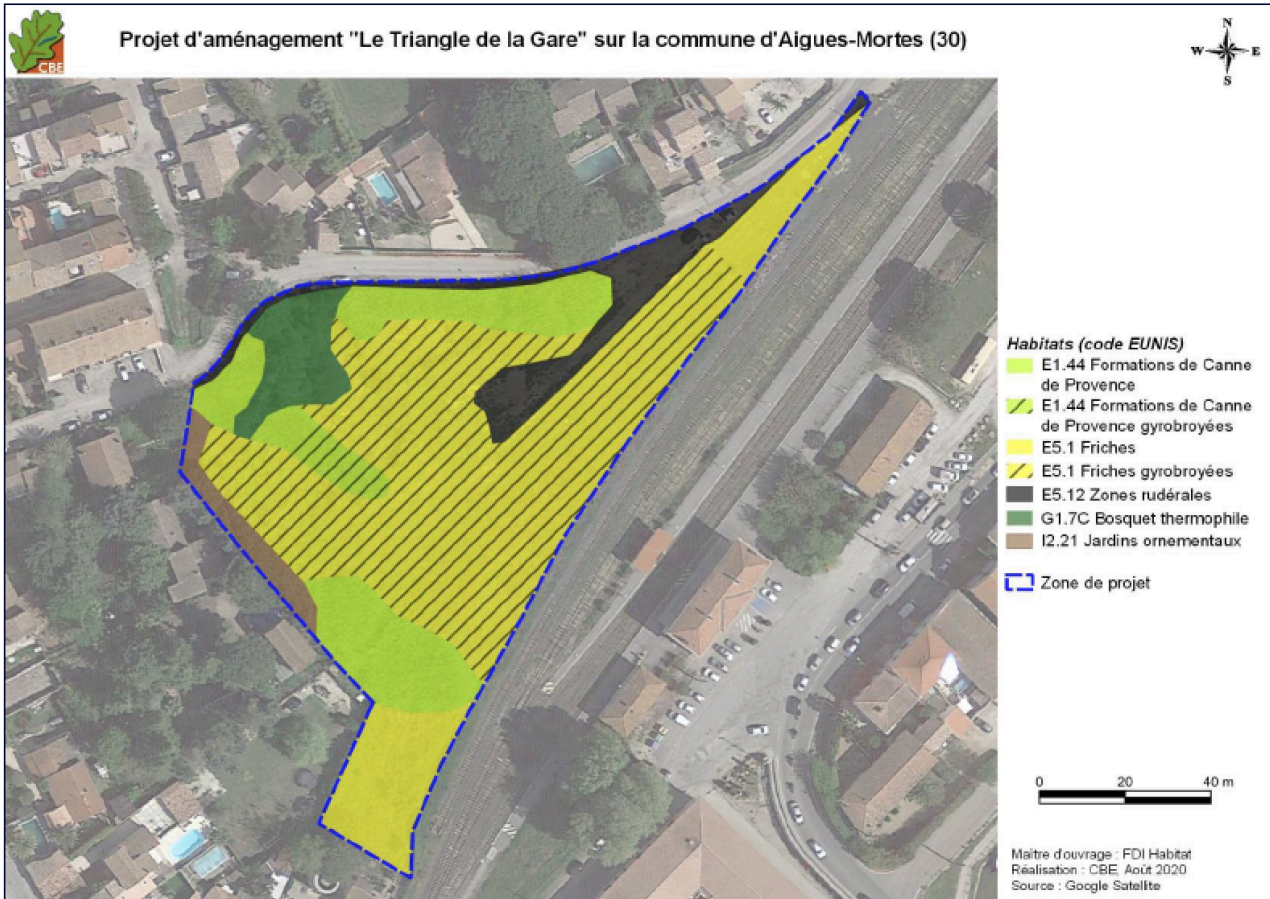 CBE
Projet d'aménagement "Le Triangle de la Gare" sur la commune d'Aigues-Mortes (30)
N
W E
S
Habitats (code EUNIS)
E1.44 Formations de Canne
de Provence
E1.44 Formations de Canne
de Provence gyrobroyées
E5.1 Friches
E5.1 Friches gyrobroyées
E5.12 Zones rudérales
G1.7C Bosquet thermophile
I2.21 Jardins ornementaux
Zone de projet
0 20 40 m
Maître d'ouvrage : FDI Habitat
Réalisation : CBE, Août 2020
Source : Google Satellite